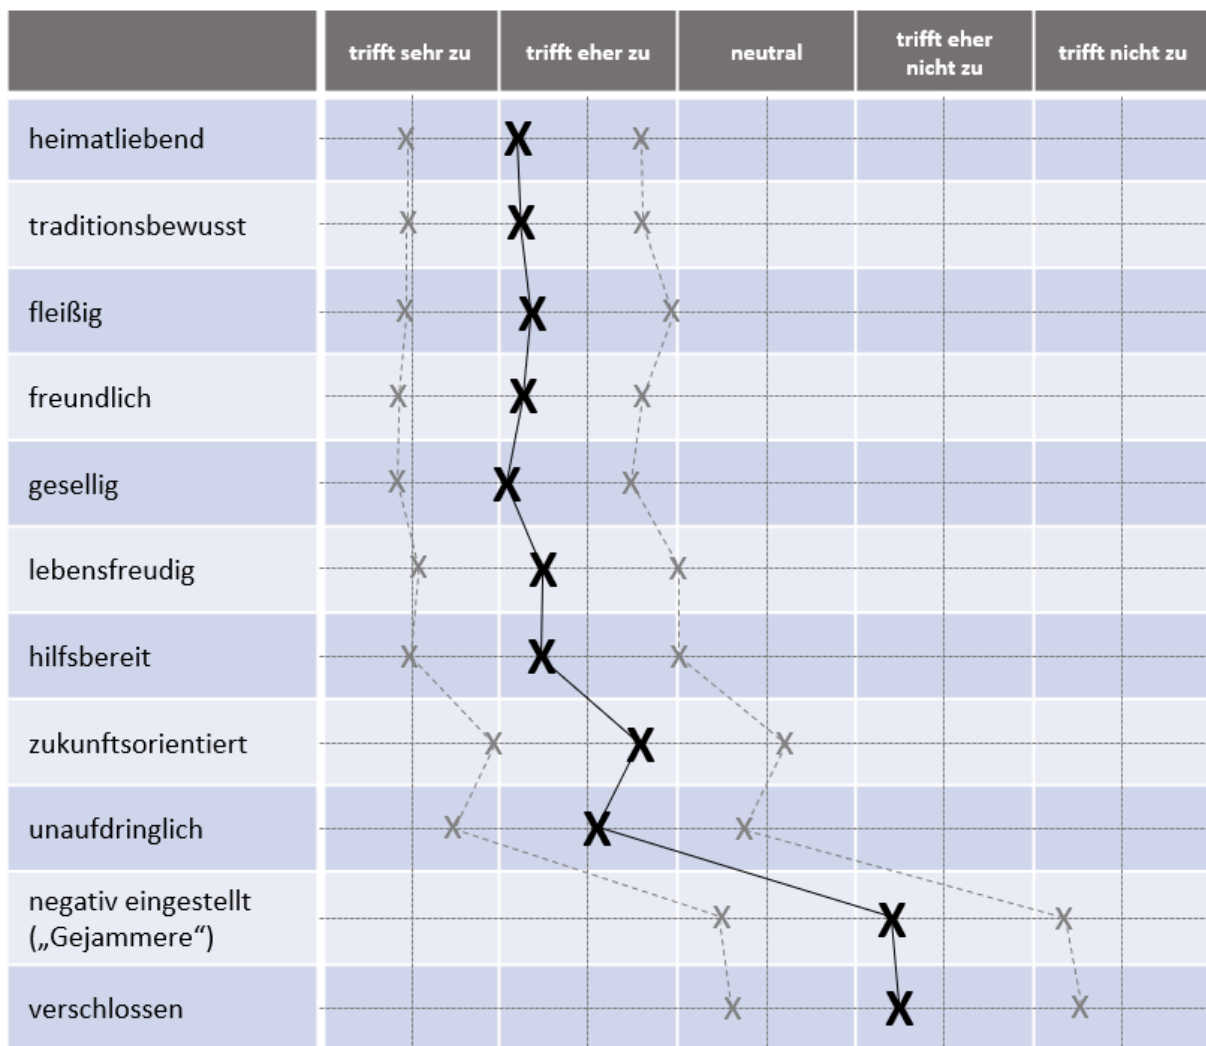 trifft sehr zu
trifft eher zu
neutral
trifft eher
nicht zu
trifft nicht zu
heimatliebend
traditionsbewusst
fleißig
freundlich
gesellig
lebensfreudig
hilfsbereit
zukunftsorientiert
unaufdringlich
negativ eingestellt
(„Gejammere“)
verschlossen